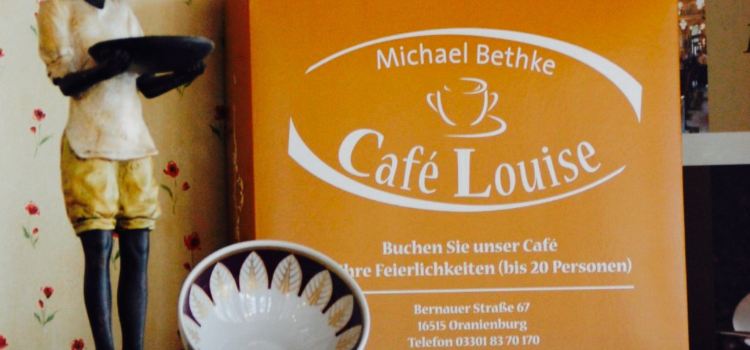 Michael Bethke
Café Louise
Buchen Sie unser Café
Ihre Feierlichkeiten (bis 20 Personen)
Bernauer Straße 67
16515 Oranienburg
Telefon 03301 83 70 170